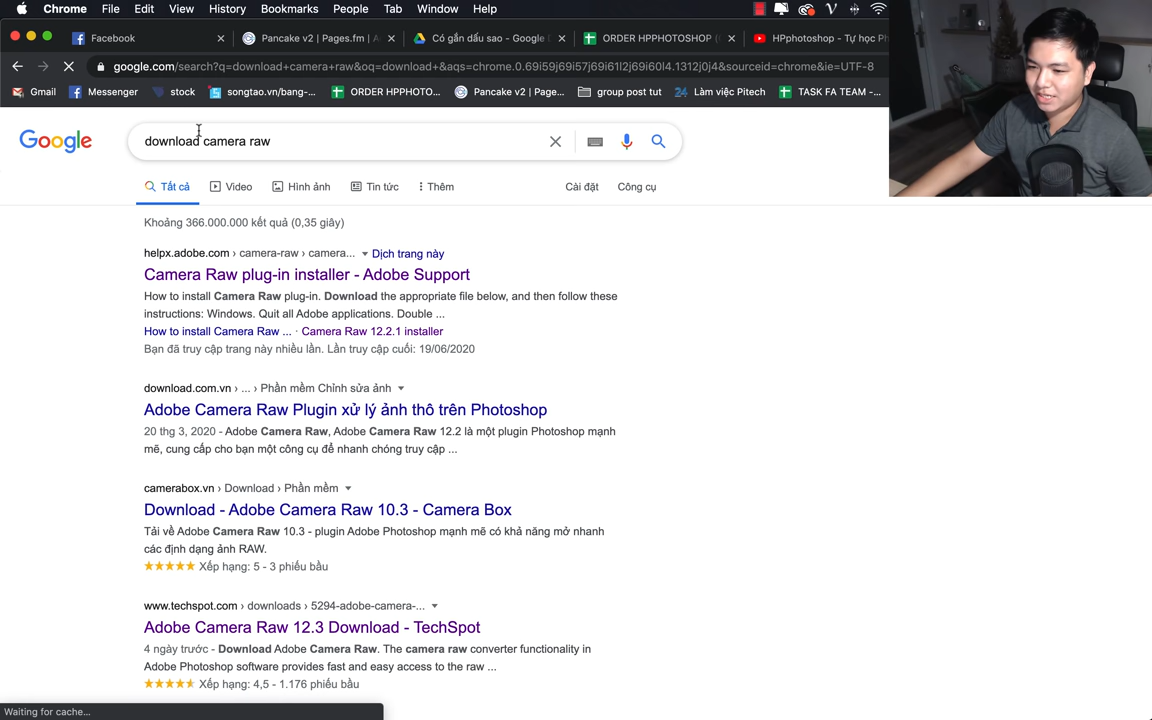 Chrome File Edit View History Bookmarks People Tab Window Help
Facebook
Pancake v2 | Pages.fm | A
Có gắn dấu sao - Google D
ORDER HPPHOTOSHOP (
HPphotoshop - Tự học Ph
google.com/search?q=download+camera+raw&oq=download+&aqs=chrome.0.69i59j69i57j69i61l2j69i60l4.1312j0j4&sourceid=chrome&ie=UTF-8
Gmail Messenger stock songtao.vn/bang-... ORDER HPPHOTO... Pancake v2 | Page... group post tut Làm việc Pitech TASK FA TEAM -...
Google
download camera raw
Tất cả Video Hình ảnh Tin tức Thêm Cài đặt Công cụ
Khoảng 366.000.000 kết quả (0,35 giây)
helpx.adobe.com › camera-raw › camera... Dịch trang này
Camera Raw plug-in installer - Adobe Support
How to install Camera Raw plug-in. Download the appropriate file below, and then follow these
instructions: Windows. Quit all Adobe applications. Double ...
How to install Camera Raw ... · Camera Raw 12.2.1 installer
Bạn đã truy cập trang này nhiều lần. Lần truy cập cuối: 19/06/2020
download.com.vn › ... › Phần mềm Chỉnh sửa ảnh
Adobe Camera Raw Plugin xử lý ảnh thô trên Photoshop
20 thg 3, 2020 - Adobe Camera Raw, Adobe Camera Raw 12.2 là một plugin Photoshop mạnh
mẽ, cung cấp cho bạn một công cụ để nhanh chóng truy cập ...
camerabox.vn › Download › Phần mềm
Download - Adobe Camera Raw 10.3 - Camera Box
Tải về Adobe Camera Raw 10.3 - plugin Adobe Photoshop mạnh mẽ có khả năng mở nhanh
các định dạng ảnh RAW.
Xếp hạng: 5 - 3 phiếu bầu
www.techspot.com › downloads › 5294-adobe-camera-...
Adobe Camera Raw 12.3 Download - TechSpot
4 ngày trước - Download Adobe Camera Raw. The camera raw converter functionality in
Adobe Photoshop software provides fast and easy access to the raw ...
Xếp hạng: 4,5 - 1.176 phiếu bầu
Waiting for cache...